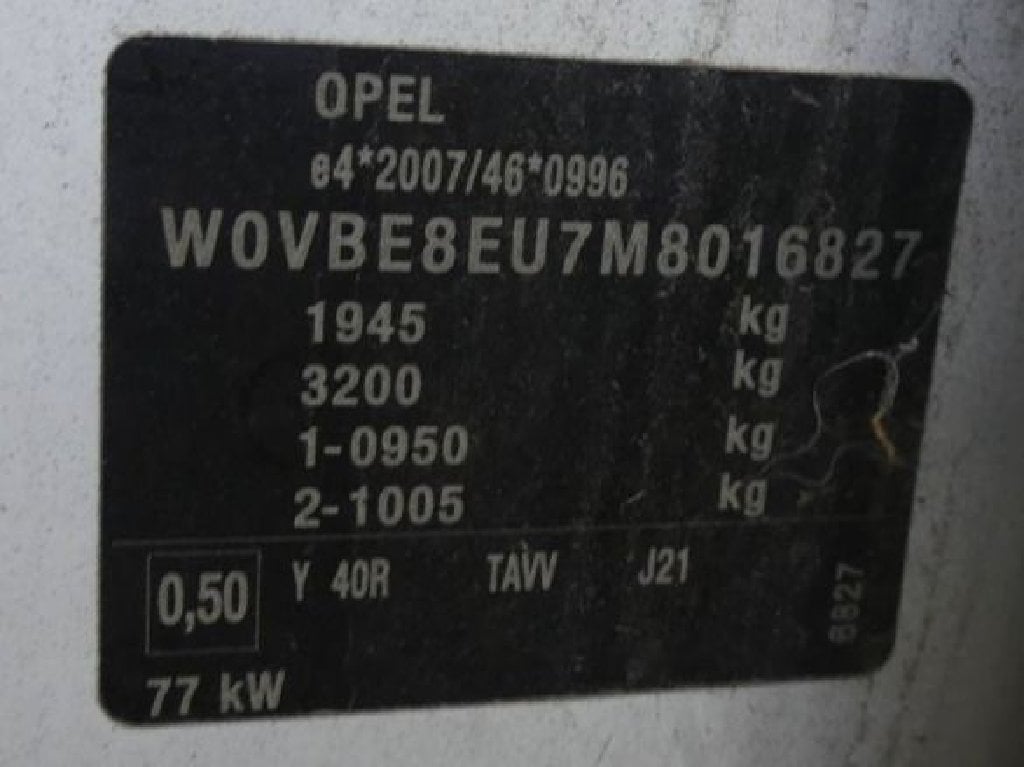 OPEL
e4*2007/46*0996
W0VBE8EU7M8016827
1945 kg
3200 kg
1-0950 kg
2-1005 kg
0,50 Y 40R TAVV J21
8827
77 kW